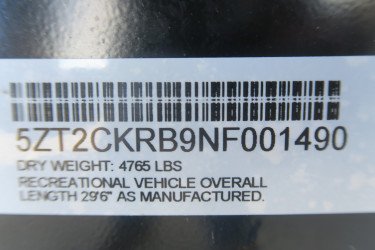 5ZT2CKRB9NF001490
DRY WEIGHT: 4765 LBS
RECREATIONAL VEHICLE OVERALL
LENGTH 29'6" AS MANUFACTURED.